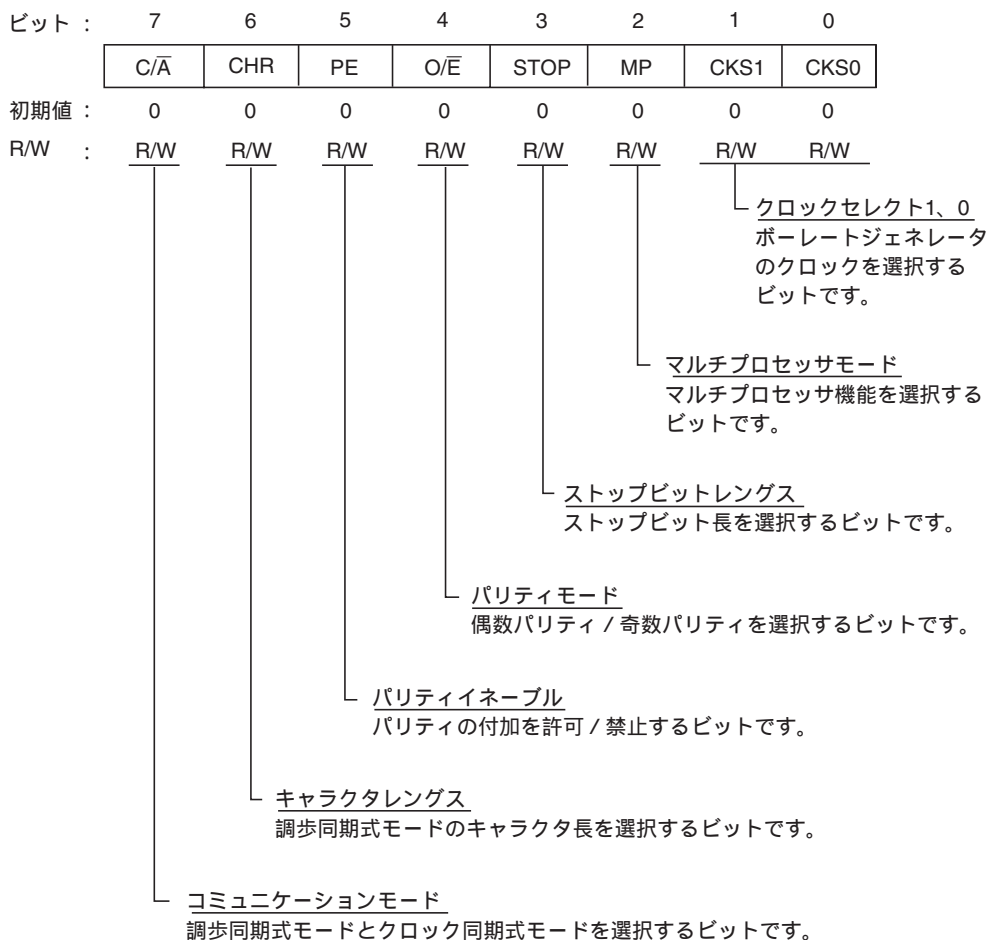 ビット : 7 6 5 4 3 2 1 0
C/A̅ CHR PE O/E̅ STOP MP CKS1 CKS0
初期値 : 0 0 0 0 0 0 0 0
R/W : R/W R/W R/W R/W R/W R/W R/W R/W
クロックセレクト1、0
ボーレートジェネレータ
のクロックを選択する
ビットです。
マルチプロセッサモード
マルチプロセッサ機能を選択する
ビットです。
ストップビットレングス
ストップビット長を選択するビットです。
パリティモード
偶数パリティ / 奇数パリティを選択するビットです。
パリティイネーブル
パリティの付加を許可 / 禁止するビットです。
キャラクタレングス
調歩同期式モードのキャラクタ長を選択するビットです。
コミュニケーションモード
調歩同期式モードとクロック同期式モードを選択するビットです。